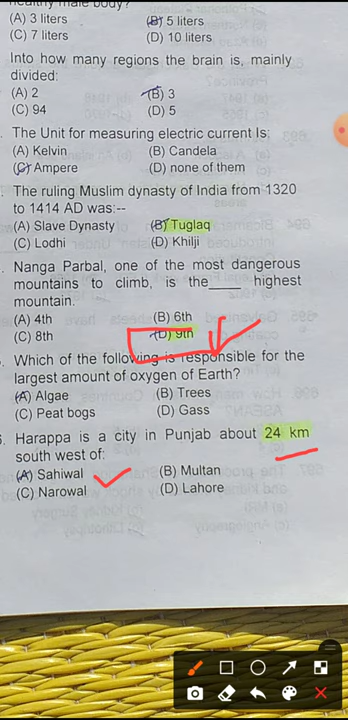 healthy male body?
(A) 3 liters (B) 5 liters
(C) 7 liters (D) 10 liters
Into how many regions the brain is, mainly
divided:
(A) 2 (B) 3
(C) 94 (D) 5
The Unit for measuring electric current Is:
(A) Kelvin (B) Candela
(C) Ampere (D) none of them
The ruling Muslim dynasty of India from 1320
to 1414 AD was:--
(A) Slave Dynasty (B) Tuglaq
(C) Lodhi (D) Khilji
Nanga Parbal, one of the most dangerous
mountains to climb, is the____ highest
mountain.
(A) 4th (B) 6th
(C) 8th (D) 9th
Which of the following is responsible for the
largest amount of oxygen of Earth?
(A) Algae (B) Trees
(C) Peat bogs (D) Gass
Harappa is a city in Punjab about 24 km
south west of:
(A) Sahiwal (B) Multan
(C) Narowal (D) Lahore